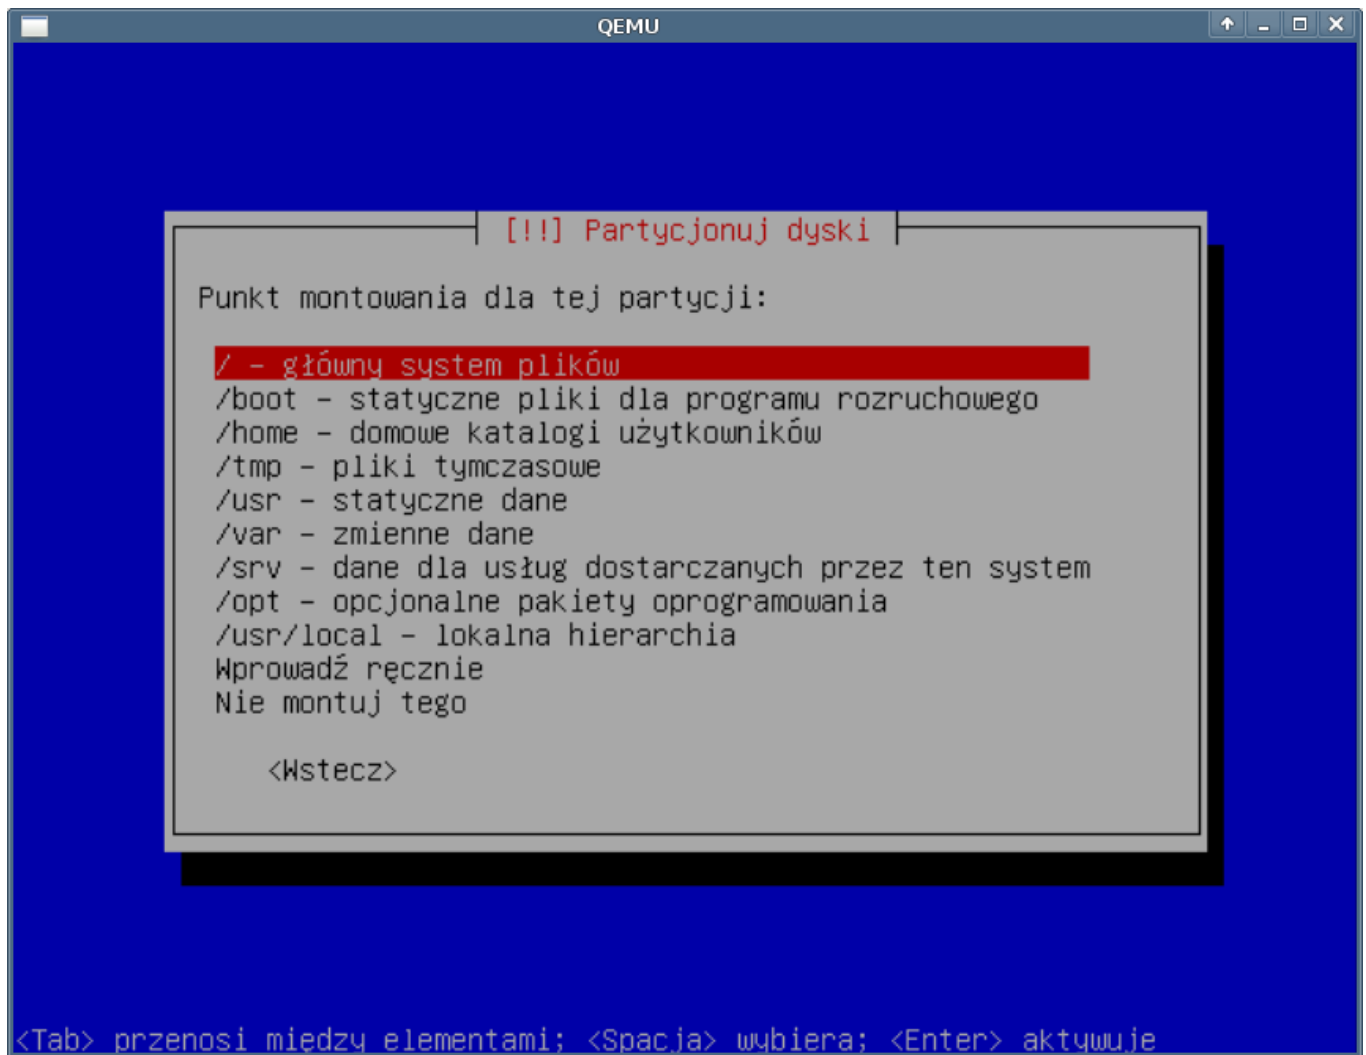 QEMU
[!!] Partycjonuj dyski
Punkt montowania dla tej partycji:
/ – główny system plików
/boot – statyczne pliki dla programu rozruchowego
/home – domowe katalogi użytkowników
/tmp – pliki tymczasowe
/usr – statyczne dane
/var – zmienne dane
/srv – dane dla usług dostarczanych przez ten system
/opt – opcjonalne pakiety oprogramowania
/usr/local – lokalna hierarchia
Wprowadź ręcznie
Nie montuj tego
<Wstecz>
<Tab> przenosi między elementami; <Spacja> wybiera; <Enter> aktywuje